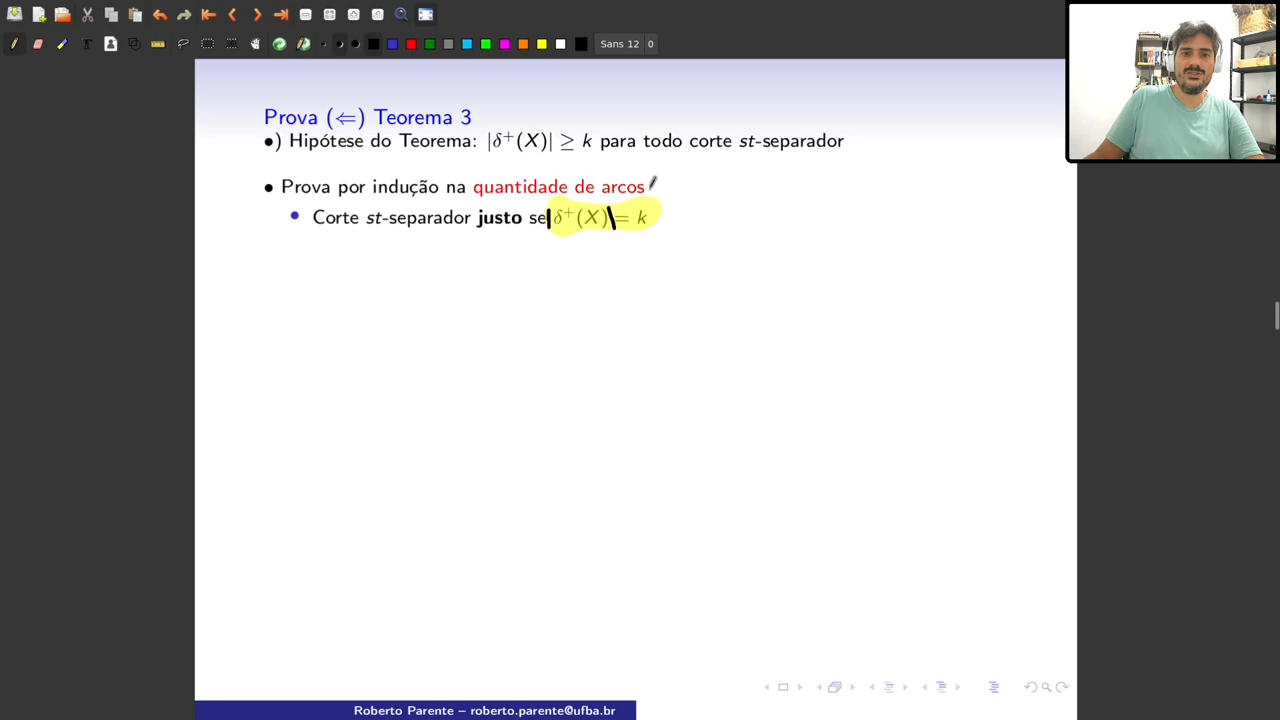 Sans 12 0
Prova (⇐) Teorema 3
•) Hipótese do Teorema: |δ⁺(X)| ≥ k para todo corte st-separador
• Prova por indução na quantidade de arcos
• Corte st-separador justo se |δ⁺(X)| = k
Roberto Parente – roberto.parente@ufba.br